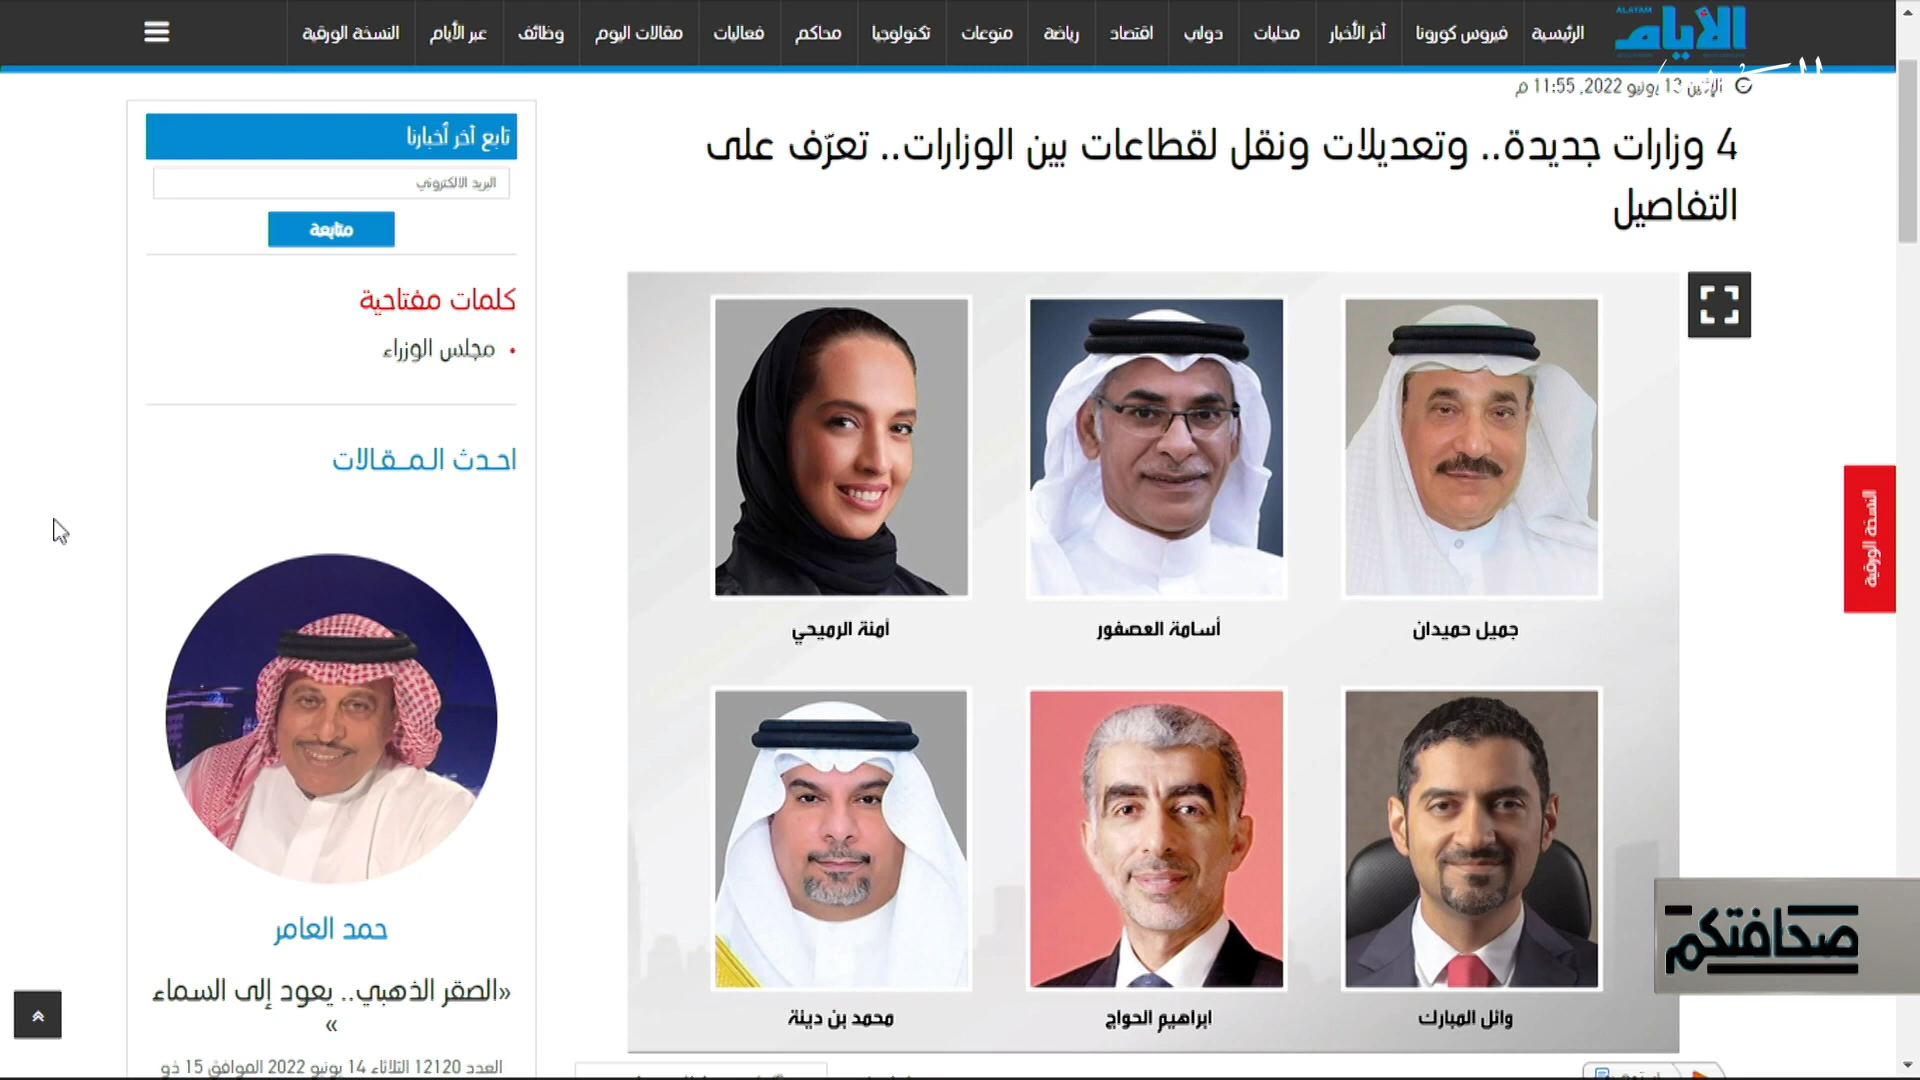 الرئيسية
فيروس كورونا
آخر الأخبار
محليات
دولي
اقتصاد
رياضة
منوعات
تكنولوجيا
محاكم
فعاليات
مقالات اليوم
وظائف
عبر الأيام
النسخة الورقية
الأيام
ALAYAM
الإثنين 13 يونيو 2022, 11:55 م
4 وزارات جديدة.. وتعديلات ونقل لقطاعات بين الوزارات.. تعرّف على
التفاصيل
جميل حميدان
أسامة العصفور
آمنة الرميحي
وائل المبارك
ابراهيم الحواج
محمد بن دينة
النسخة الورقية
صحافتكم
تابع آخر أخبارنا
البريد الالكتروني
متابعة
كلمات مفتاحية
مجلس الوزراء
احدث المقالات
حمد العامر
«الصقر الذهبي.. يعود إلى السماء
»
العدد 12120 الثلاثاء 14 يونيو 2022 الموافق 15 ذو